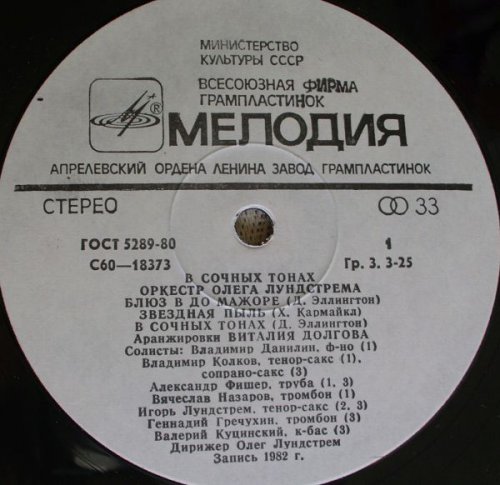 МИНИСТЕРСТВО
КУЛЬТУРЫ СССР
ВСЕСОЮЗНАЯ ФИРМА
ГРАМПЛАСТИНОК
®
МЕЛОДИЯ
АПРЕЛЕВСКИЙ ОРДЕНА ЛЕНИНА ЗАВОД ГРАМПЛАСТИНОК
СТЕРЕО 33
ГОСТ 5289-80 1
С60—18373 Гр. 3. 3-25
В СОЧНЫХ ТОНАХ
ОРКЕСТР ОЛЕГА ЛУНДСТРЕМА
БЛЮЗ В ДО МАЖОРЕ (Д. Эллингтон)
ЗВЕЗДНАЯ ПЫЛЬ (Х. Кармайкл)
В СОЧНЫХ ТОНАХ (Д. Эллингтон)
Аранжировки ВИТАЛИЯ ДОЛГОВА
Солисты: Владимир Данилин, ф-но (1)
Владимир Колков, тенор-сакс (1),
сопрано-сакс (3)
Александр Фишер, труба (1, 3)
Вячеслав Назаров, тромбон (1)
Игорь Лундстрем, тенор-сакс (2, 3)
Геннадий Гречухин, тромбон (3)
Валерий Куцинский, к-бас (3)
Дирижер Олег Лундстрем
Запись 1982 г.